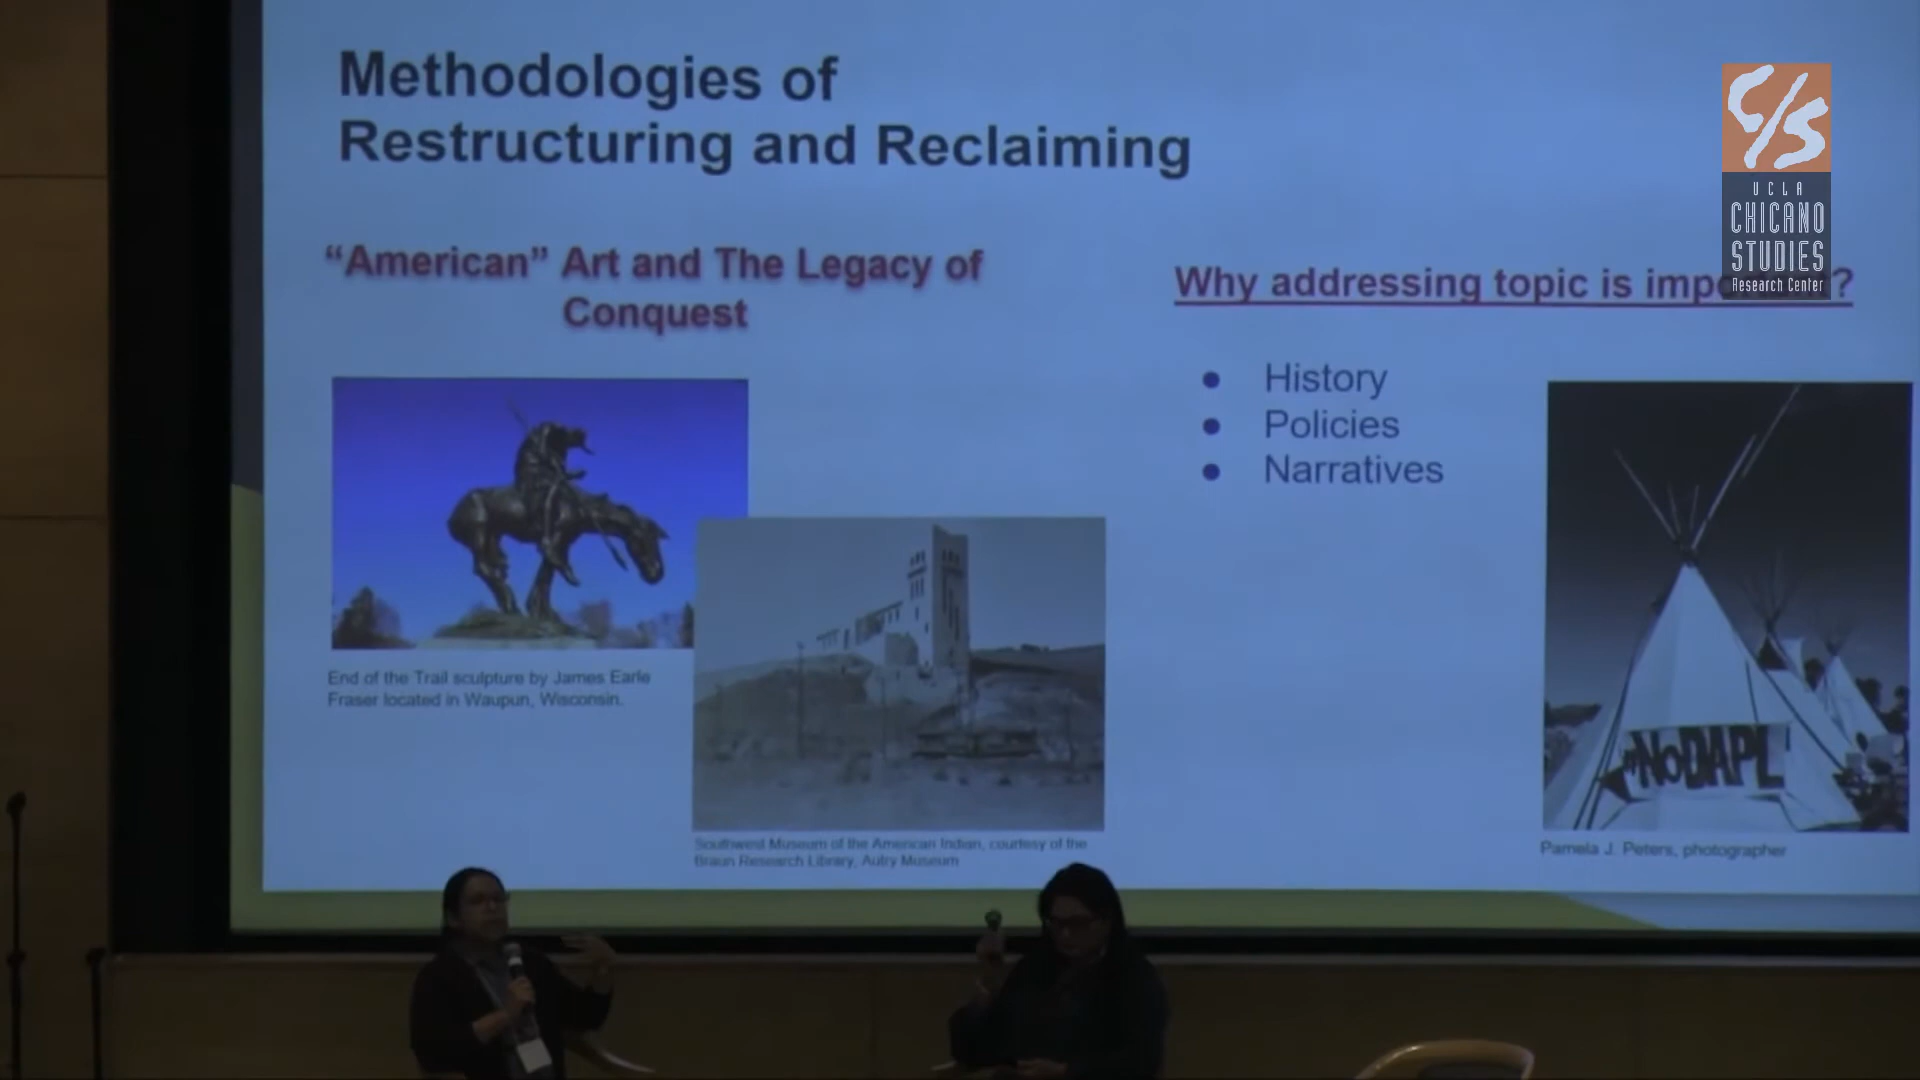 Methodologies of
Restructuring and Reclaiming
“American” Art and The Legacy of
Conquest
Why addressing topic is imp ?
● History
● Policies
● Narratives
End of the Trail sculpture by James Earle
Fraser located in Waupun, Wisconsin.
Southwest Museum of the American Indian, courtesy of the
Braun Research Library, Autry Museum
#NoDAPL
Pamela J. Peters, photographer
C/S
UCLA
CHICANO
STUDIES
Research Center